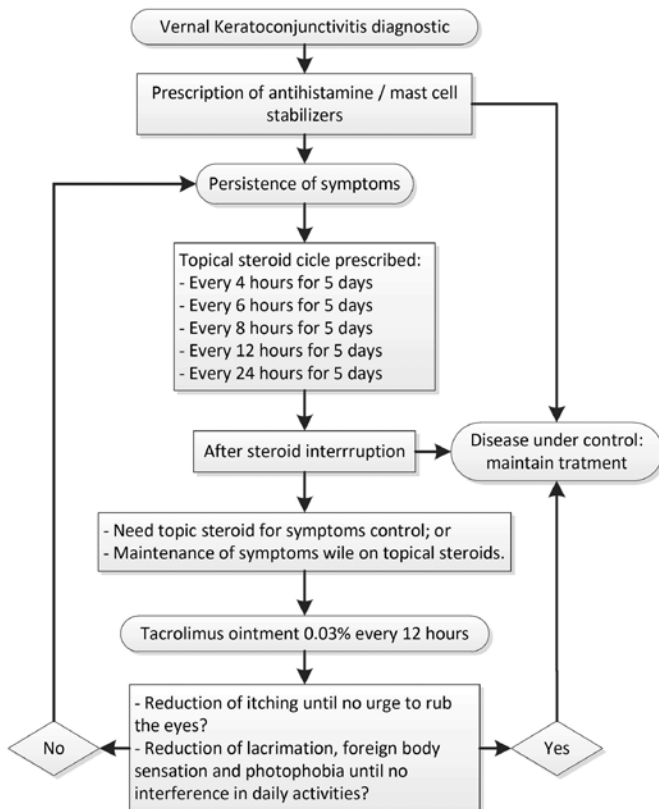 Vernal Keratoconjunctivitis diagnostic
Prescription of antihistamine / mast cell
stabilizers
Persistence of symptoms
Topical steroid cicle prescribed:
- Every 4 hours for 5 days
- Every 6 hours for 5 days
- Every 8 hours for 5 days
- Every 12 hours for 5 days
- Every 24 hours for 5 days
After steroid interrruption
Disease under control:
maintain tratment
- Need topic steroid for symptoms control; or
- Maintenance of symptoms wile on topical steroids.
Tacrolimus ointment 0.03% every 12 hours
- Reduction of itching until no urge to rub
the eyes?
- Reduction of lacrimation, foreign body
sensation and photophobia until no
interference in daily activities?
No
Yes